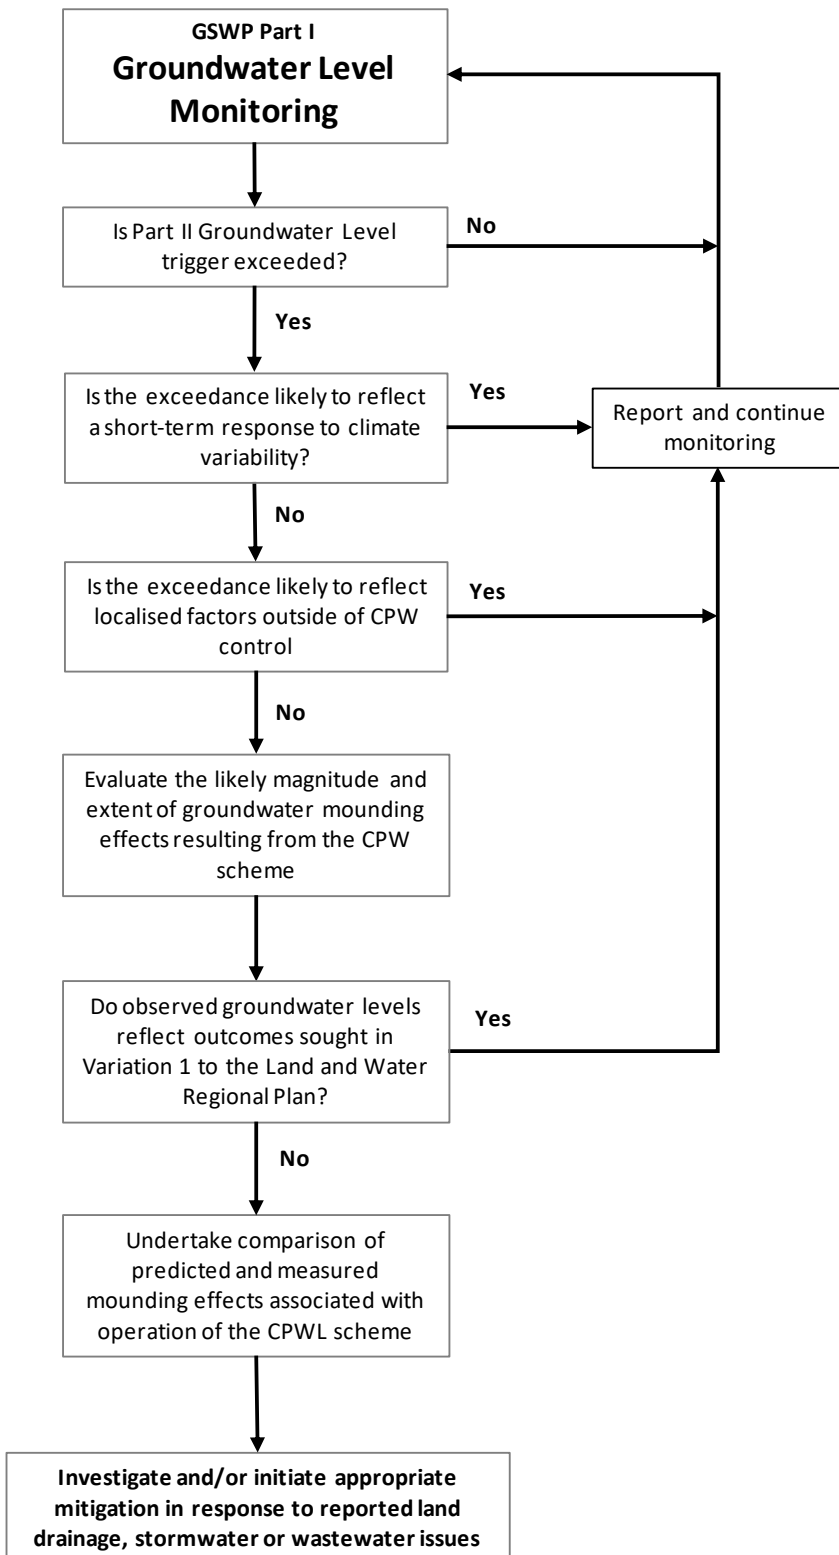 GSWP Part I
Groundwater Level
Monitoring
Is Part II Groundwater Level
trigger exceeded?
No
Yes
Is the exceedance likely to reflect
a short-term response to climate
variability?
Yes
Report and continue
monitoring
No
Is the exceedance likely to reflect
localised factors outside of CPW
control
Yes
No
Evaluate the likely magnitude and
extent of groundwater mounding
effects resulting from the CPW
scheme
Do observed groundwater levels
reflect outcomes sought in
Variation 1 to the Land and Water
Regional Plan?
Yes
No
Undertake comparison of
predicted and measured
mounding effects associated with
operation of the CPWL scheme
Investigate and/or initiate appropriate
mitigation in response to reported land
drainage, stormwater or wastewater issues